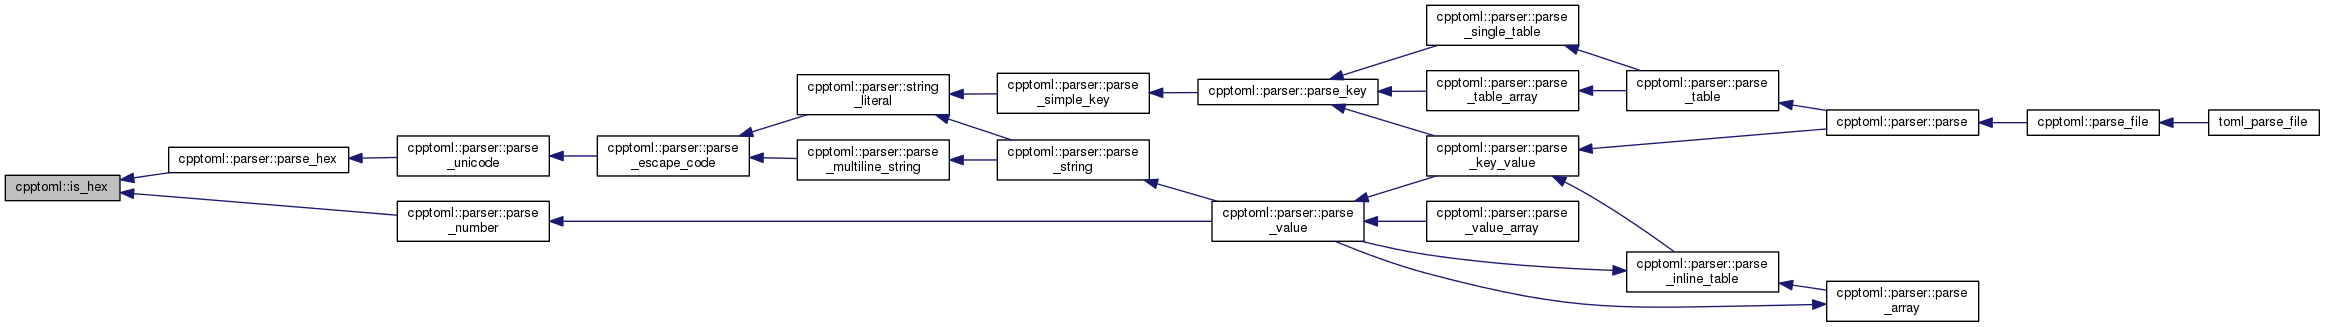 cpptoml::is_hex
cpptoml::parser::parse_hex
cpptoml::parser::parse
_number
cpptoml::parser::parse
_unicode
cpptoml::parser::parse
_escape_code
cpptoml::parser::string
_literal
cpptoml::parser::parse
_multiline_string
cpptoml::parser::parse
_simple_key
cpptoml::parser::parse
_string
cpptoml::parser::parse_key
cpptoml::parser::parse
_value
cpptoml::parser::parse
_single_table
cpptoml::parser::parse
_table_array
cpptoml::parser::parse
_key_value
cpptoml::parser::parse
_value_array
cpptoml::parser::parse
_table
cpptoml::parser::parse
_inline_table
cpptoml::parser::parse
cpptoml::parser::parse
_array
cpptoml::parse_file
toml_parse_file